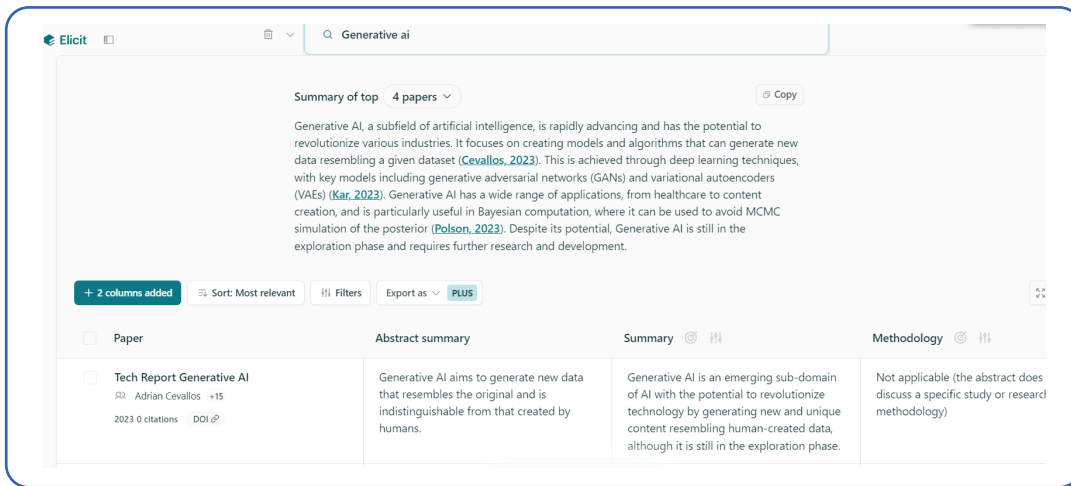 Elicit
Generative ai
Summary of top 4 papers
Copy
Generative AI, a subfield of artificial intelligence, is rapidly advancing and has the potential to
revolutionize various industries. It focuses on creating models and algorithms that can generate new
data resembling a given dataset (Cevallos, 2023). This is achieved through deep learning techniques,
with key models including generative adversarial networks (GANs) and variational autoencoders
(VAEs) (Kar, 2023). Generative AI has a wide range of applications, from healthcare to content
creation, and is particularly useful in Bayesian computation, where it can be used to avoid MCMC
simulation of the posterior (Polson, 2023). Despite its potential, Generative AI is still in the
exploration phase and requires further research and development.
+ 2 columns added Sort: Most relevant Filters Export as PLUS
Paper Abstract summary Summary Methodology
Tech Report Generative AI
Adrian Cevallos +15
2023 0 citations DOI
Generative AI aims to generate new data
that resembles the original and is
indistinguishable from that created by
humans.
Generative AI is an emerging sub-domain
of AI with the potential to revolutionize
technology by generating new and unique
content resembling human-created data,
although it is still in the exploration phase.
Not applicable (the abstract does
discuss a specific study or research
methodology)